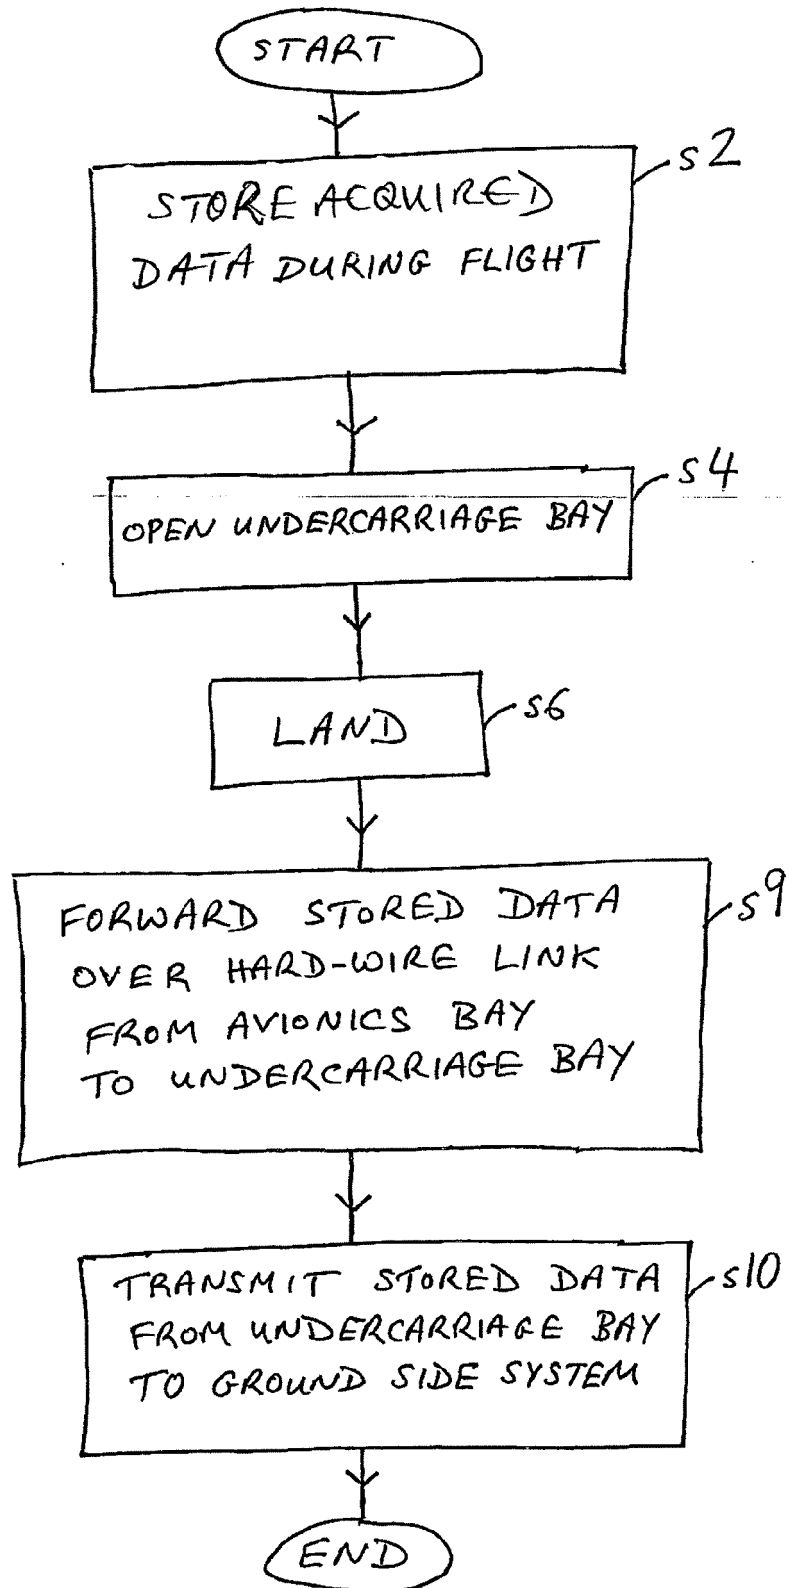 START
s2
STORE ACQUIRED
DATA DURING FLIGHT
s4
OPEN UNDERCARRIAGE BAY
s6
LAND
s9
FORWARD STORED DATA
OVER HARD-WIRE LINK
FROM AVIONICS BAY
TO UNDERCARRIAGE BAY
s10
TRANSMIT STORED DATA
FROM UNDERCARRIAGE BAY
TO GROUND SIDE SYSTEM
END